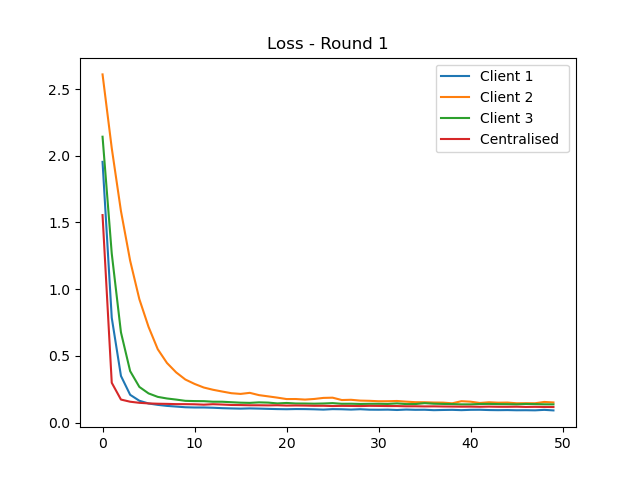 Loss - Round 1
Client 1
Client 2
Client 3
Centralised
2.5
2.0
1.5
1.0
0.5
0.0
0 10 20 30 40 50